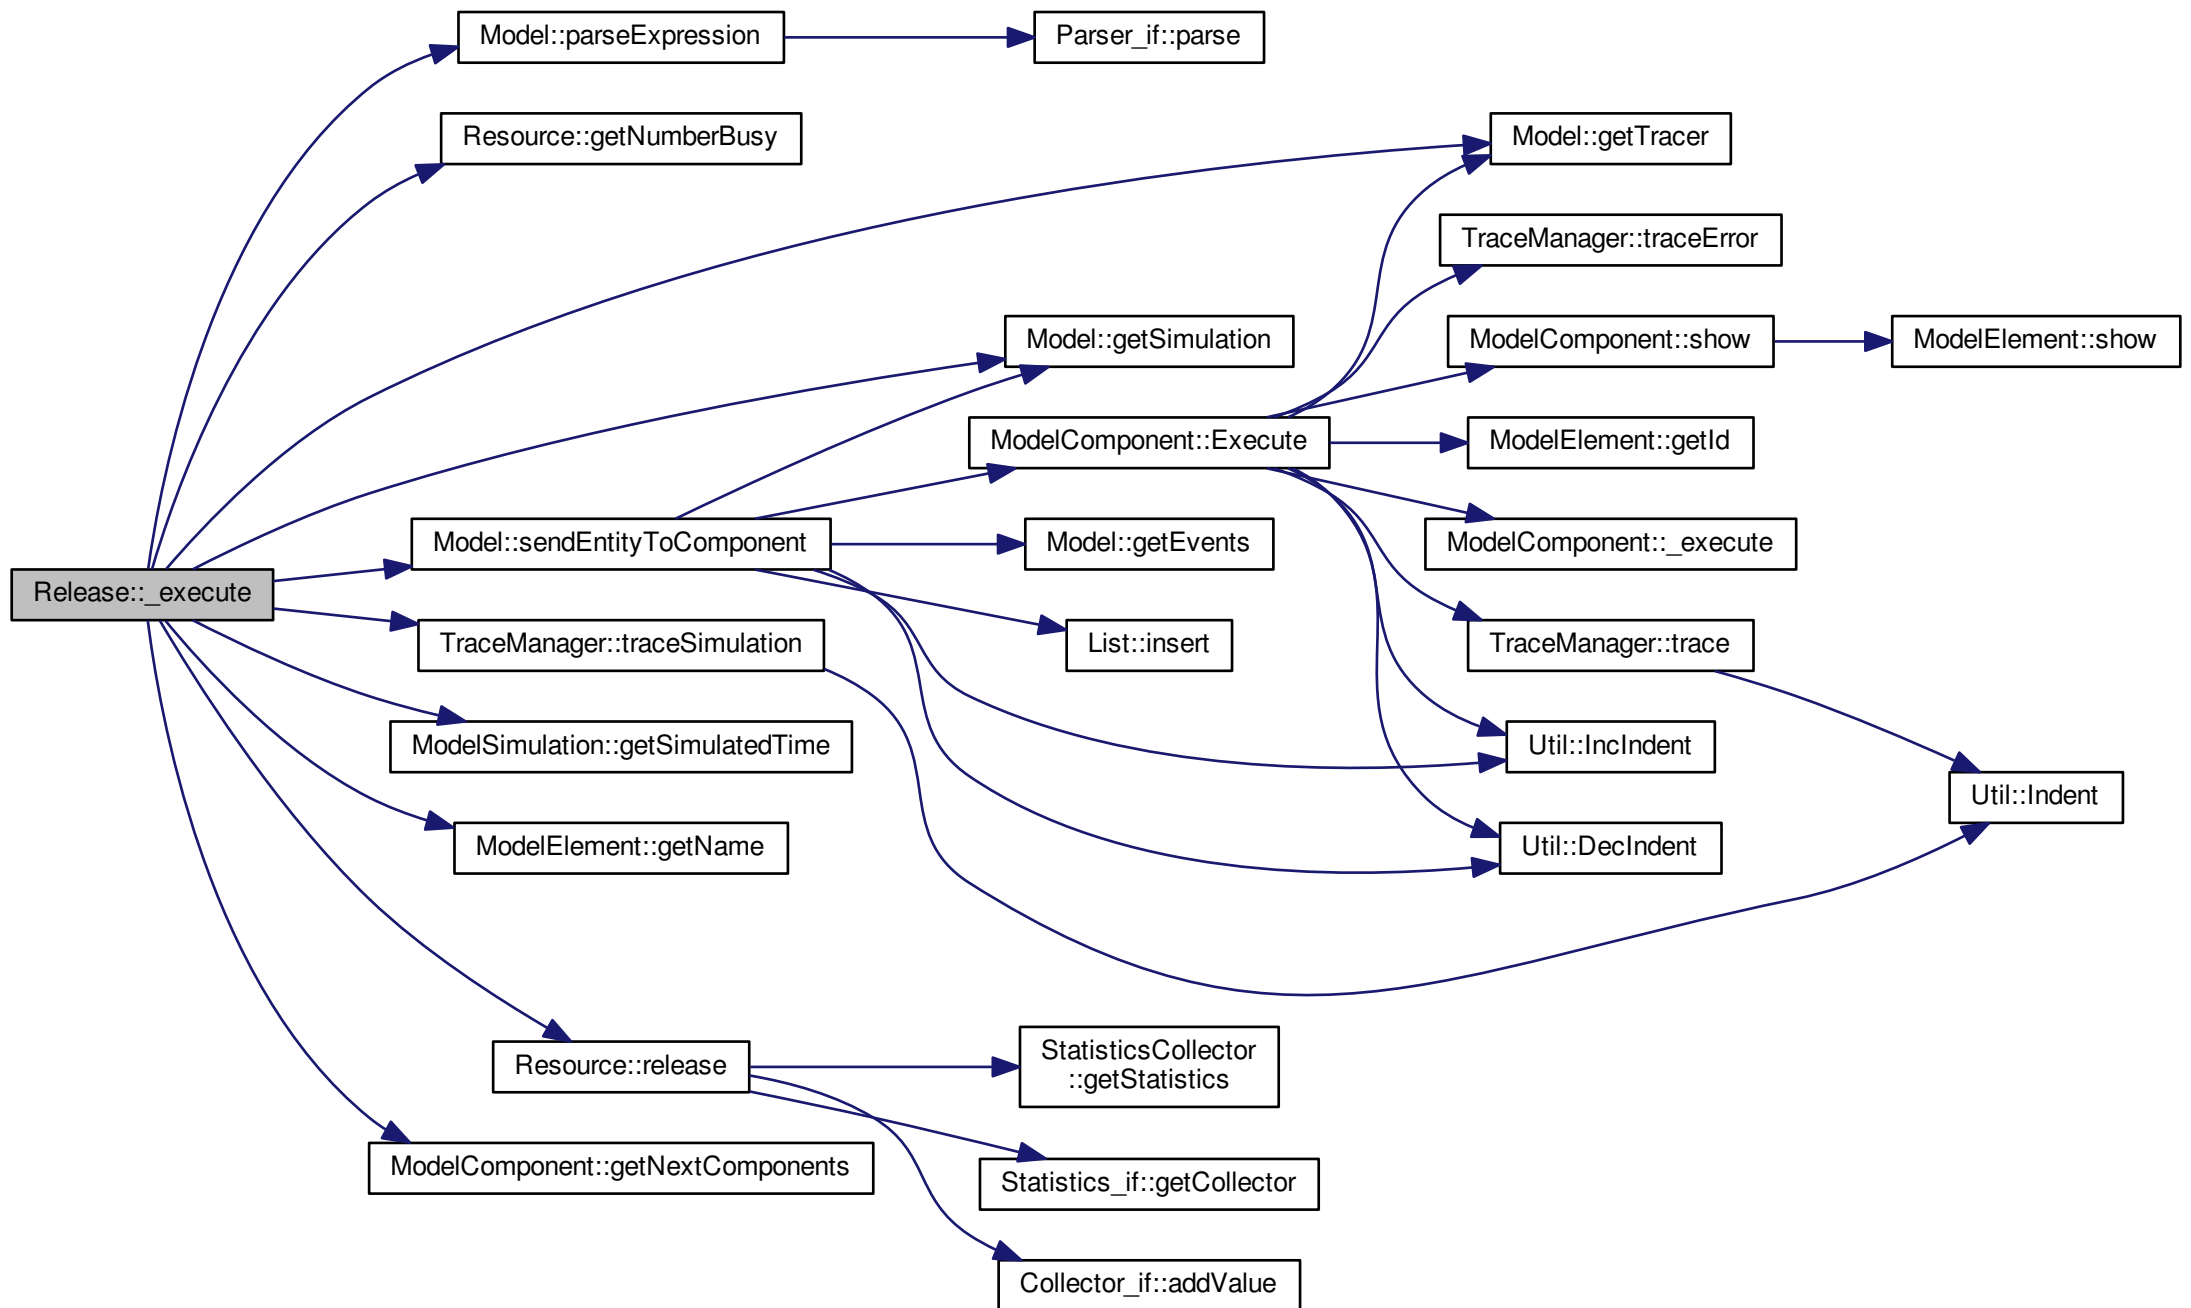 Model::parseExpression
Parser_if::parse
Resource::getNumberBusy
Model::getTracer
TraceManager::traceError
Model::getSimulation
ModelComponent::show
ModelElement::show
ModelComponent::Execute
ModelElement::getId
Model::sendEntityToComponent
Model::getEvents
ModelComponent::_execute
Release::_execute
TraceManager::traceSimulation
List::insert
TraceManager::trace
ModelSimulation::getSimulatedTime
Util::IncIndent
Util::Indent
ModelElement::getName
Util::DecIndent
Resource::release
StatisticsCollector
::getStatistics
ModelComponent::getNextComponents
Statistics_if::getCollector
Collector_if::addValue